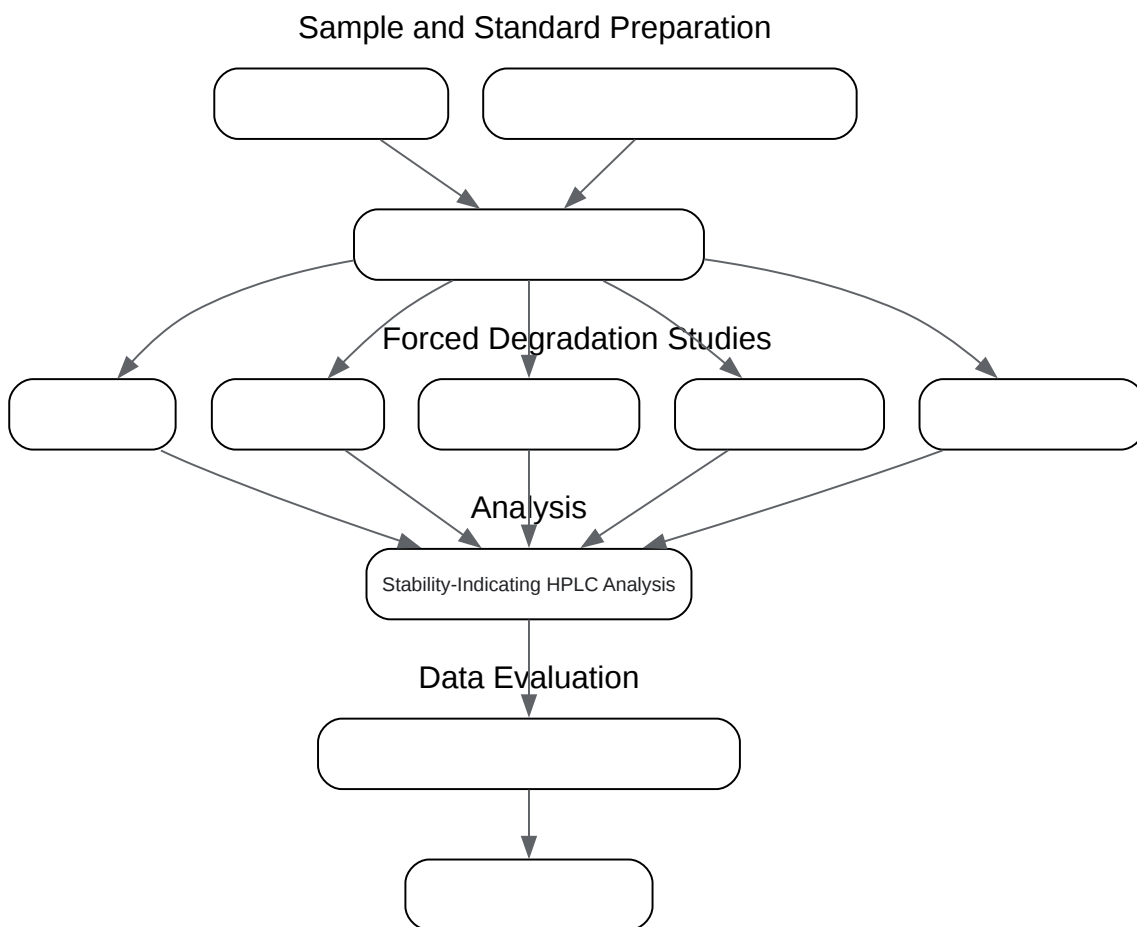 Sample and Standard Preparation
Forced Degradation Studies
Analysis
Stability-Indicating HPLC Analysis
Data Evaluation